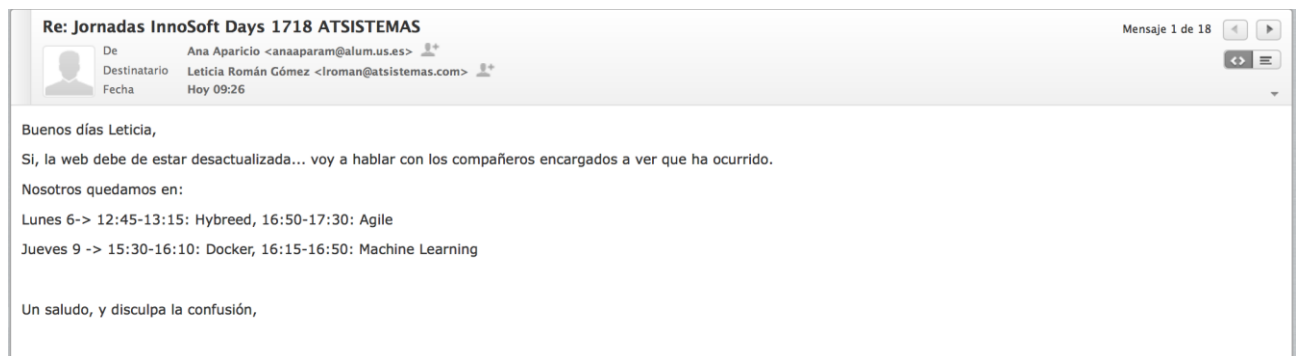 Re: Jornadas InnoSoft Days 1718 ATSISTEMAS
Mensaje 1 de 18
De Ana Aparicio <anaaparam@alum.us.es>
Destinatario Leticia Román Gómez <lroman@atsistemas.com>
Fecha Hoy 09:26
Buenos días Leticia,
Si, la web debe de estar desactualizada... voy a hablar con los compañeros encargados a ver que ha ocurrido.
Nosotros quedamos en:
Lunes 6-> 12:45-13:15: Hybreed, 16:50-17:30: Agile
Jueves 9 -> 15:30-16:10: Docker, 16:15-16:50: Machine Learning
Un saludo, y disculpa la confusión,